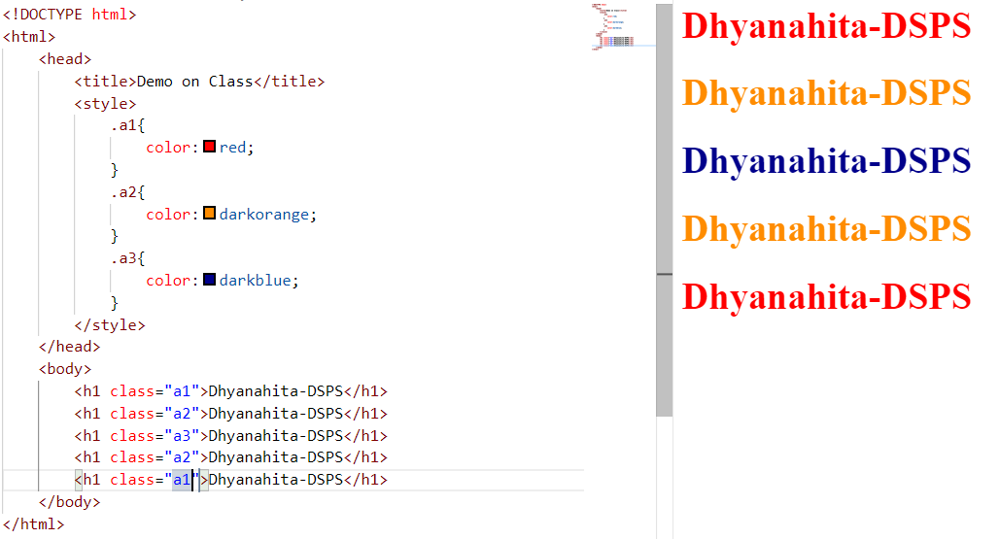 <!DOCTYPE html>
<html>
    <head>
        <title>Demo on Class</title>
        <style>
            .a1{
                color:red;
            }
            .a2{
                color:darkorange;
            }
            .a3{
                color:darkblue;
            }
        </style>
    </head>
    <body>
        <h1 class="a1">Dhyanahita-DSPS</h1>
        <h1 class="a2">Dhyanahita-DSPS</h1>
        <h1 class="a3">Dhyanahita-DSPS</h1>
        <h1 class="a2">Dhyanahita-DSPS</h1>
        <h1 class="a1">Dhyanahita-DSPS</h1>
    </body>
</html>
Dhyanahita-DSPS
Dhyanahita-DSPS
Dhyanahita-DSPS
Dhyanahita-DSPS
Dhyanahita-DSPS